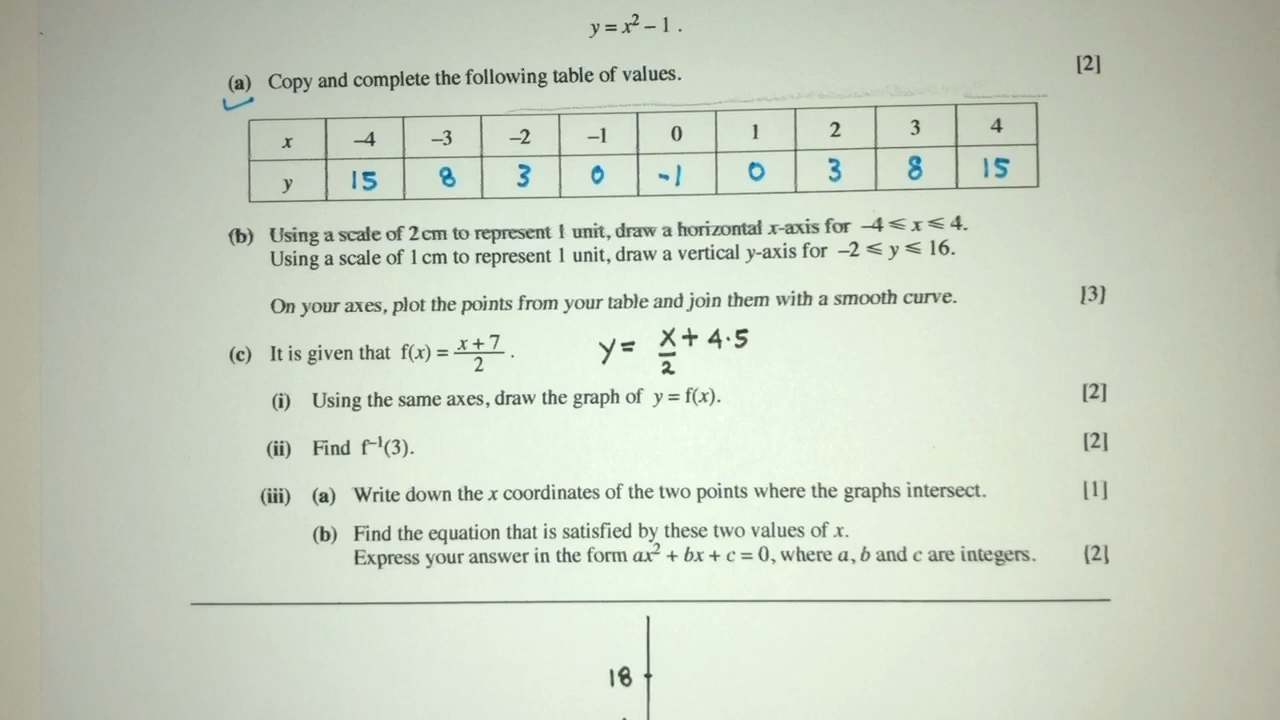 y = x² – 1 .
[2]
(a) Copy and complete the following table of values.
x –4 –3 –2 –1 0 1 2 3 4
y 15 8 3 0 -1 0 3 8 15
(b) Using a scale of 2 cm to represent 1 unit, draw a horizontal x-axis for –4 ⩽ x ⩽ 4.
Using a scale of 1 cm to represent 1 unit, draw a vertical y-axis for –2 ⩽ y ⩽ 16.
On your axes, plot the points from your table and join them with a smooth curve. [3]
(c) It is given that f(x) = (x + 7)/2 . y = x/2 + 4.5
(i) Using the same axes, draw the graph of y = f(x). [2]
(ii) Find f⁻¹(3). [2]
(iii) (a) Write down the x coordinates of the two points where the graphs intersect. [1]
(b) Find the equation that is satisfied by these two values of x.
Express your answer in the form ax² + bx + c = 0, where a, b and c are integers. [2]
18